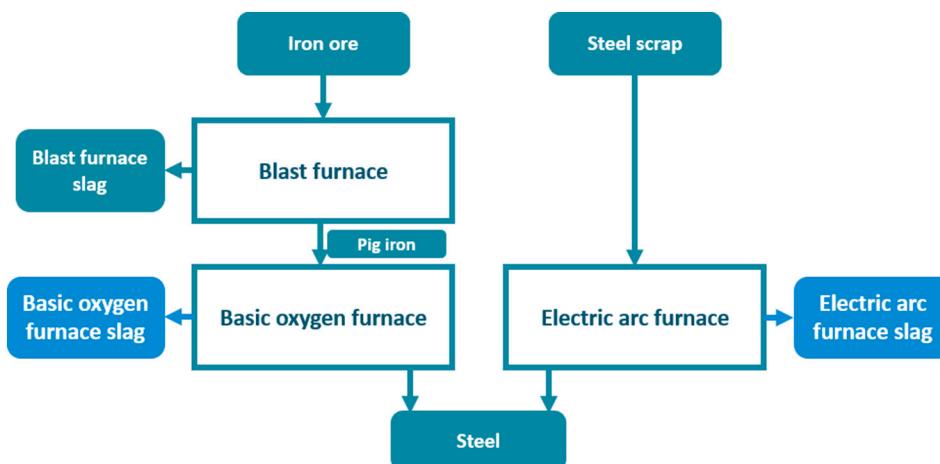 Iron ore
Steel scrap
Blast furnace
slag
Blast furnace
Pig iron
Basic oxygen
furnace slag
Basic oxygen furnace
Electric arc furnace
Electric arc
furnace slag
Steel